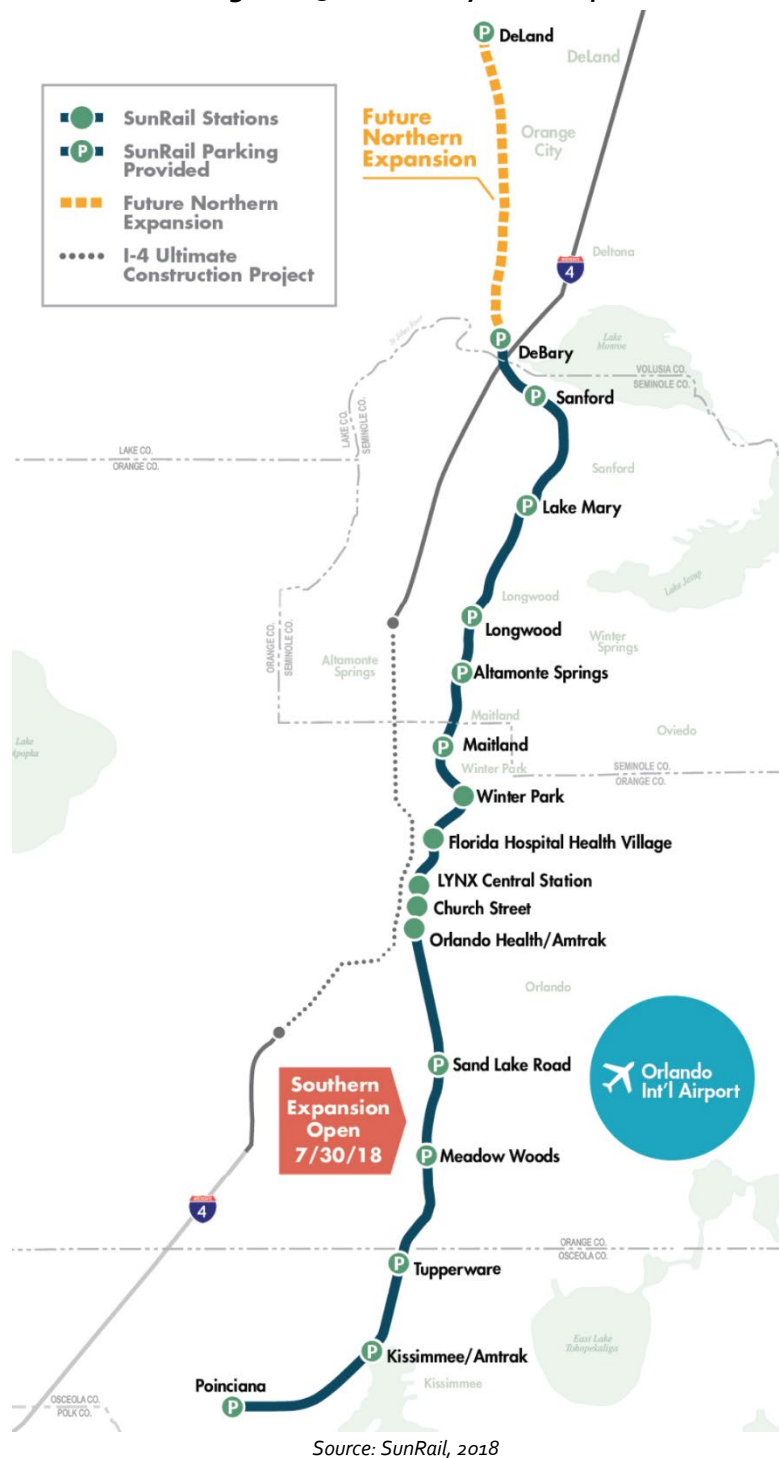 DeLand
DeLand
SunRail Stations
SunRail Parking
Provided
Future Northern
Expansion
I-4 Ultimate
Construction Project
Future
Northern
Expansion
Orange
City
Deltona
4
DeBary
Lake
Monroe
VOLUSIA CO.
SEMINOLE CO.
Sanford
LAKE CO.
SEMINOLE CO.
LAKE CO.
ORANGE CO.
Sanford
Lake Mary
Lake Jesup
Longwood
Longwood
Winter
Springs
ORANGE CO.
SEMINOLE CO.
Altamonte
Springs
Altamonte Springs
Maitland
Oviedo
Maitland
Winter Park
SEMINOLE CO.
ORANGE CO.
Lake
Apopka
Winter Park
Florida Hospital Health Village
LYNX Central Station
Church Street
Orlando Health/Amtrak
Orlando
Sand Lake Road
Orlando
Int'l Airport
Southern
Expansion
Open
7/30/18
Meadow Woods
4
ORANGE CO.
OSCEOLA CO.
Tupperware
East Lake
Tohopekaliga
Kissimmee/Amtrak
Kissimmee
Poinciana
OSCEOLA CO.
POLK CO.
Source: SunRail, 2018